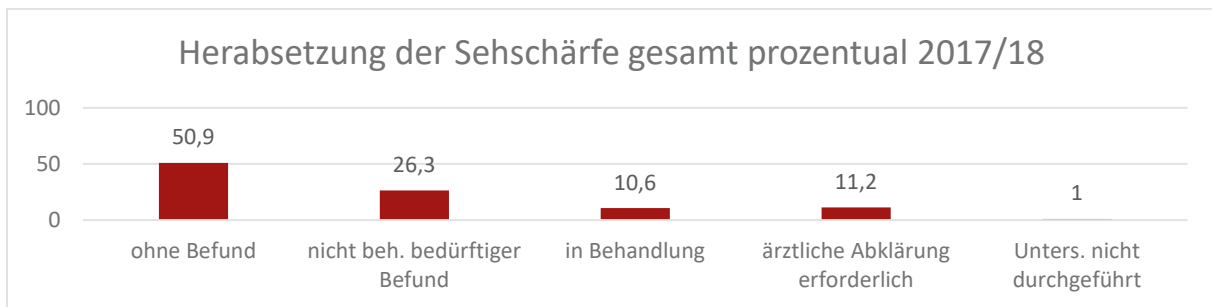 Herabsetzung der Sehschärfe gesamt prozentual 2017/18
100
50
0
50,9
26,3
10,6
11,2
1
ohne Befund
nicht beh. bedürftiger
Befund
in Behandlung
ärztliche Abklärung
erforderlich
Unters. nicht
durchgeführt